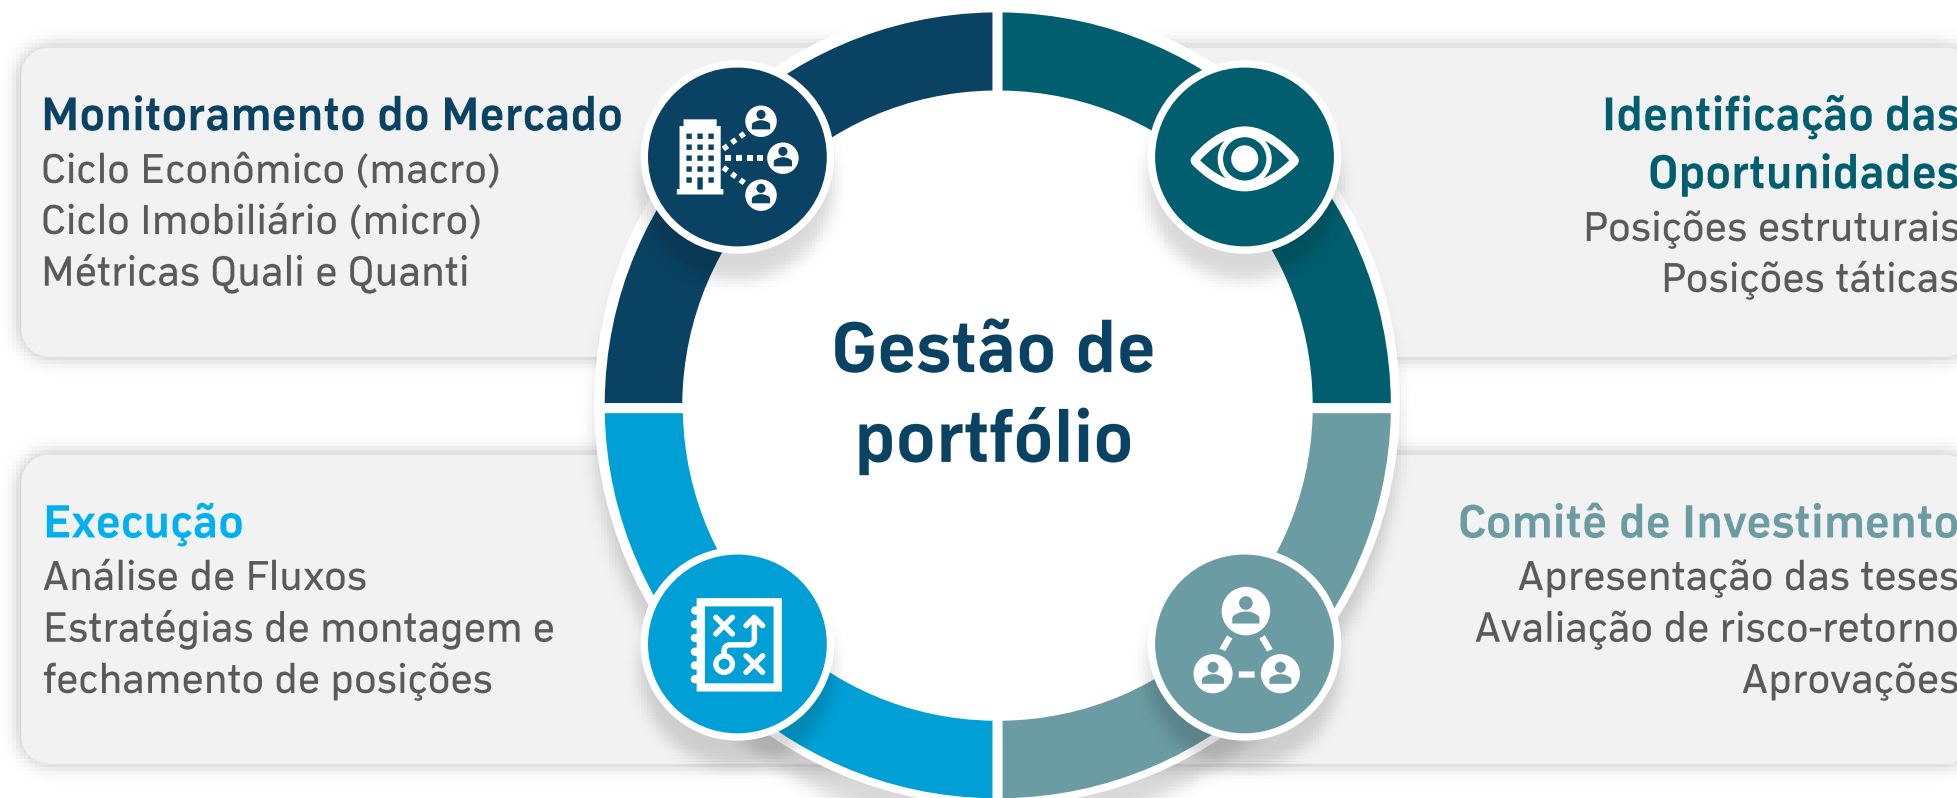 Monitoramento do Mercado
Ciclo Econômico (macro)
Ciclo Imobiliário (micro)
Métricas Quali e Quanti
Identificação das
Oportunidades
Posições estruturais
Posições táticas
Gestão de
portfólio
Execução
Análise de Fluxos
Estratégias de montagem e
fechamento de posições
Comitê de Investimento
Apresentação das teses
Avaliação de risco-retorno
Aprovações